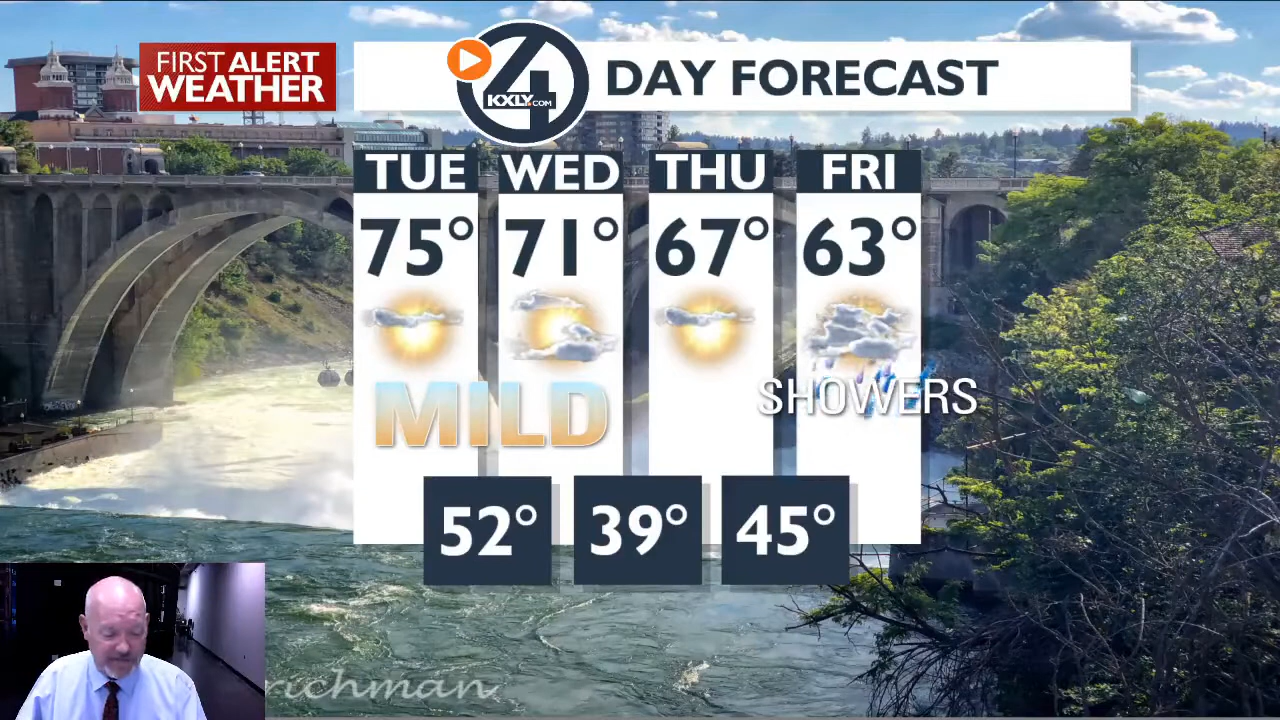 FIRST ALERT
WEATHER
4
KXLY.COM
DAY FORECAST
TUE WED THU FRI
75° 71° 67° 63°
MILD
SHOWERS
52° 39° 45°
richman